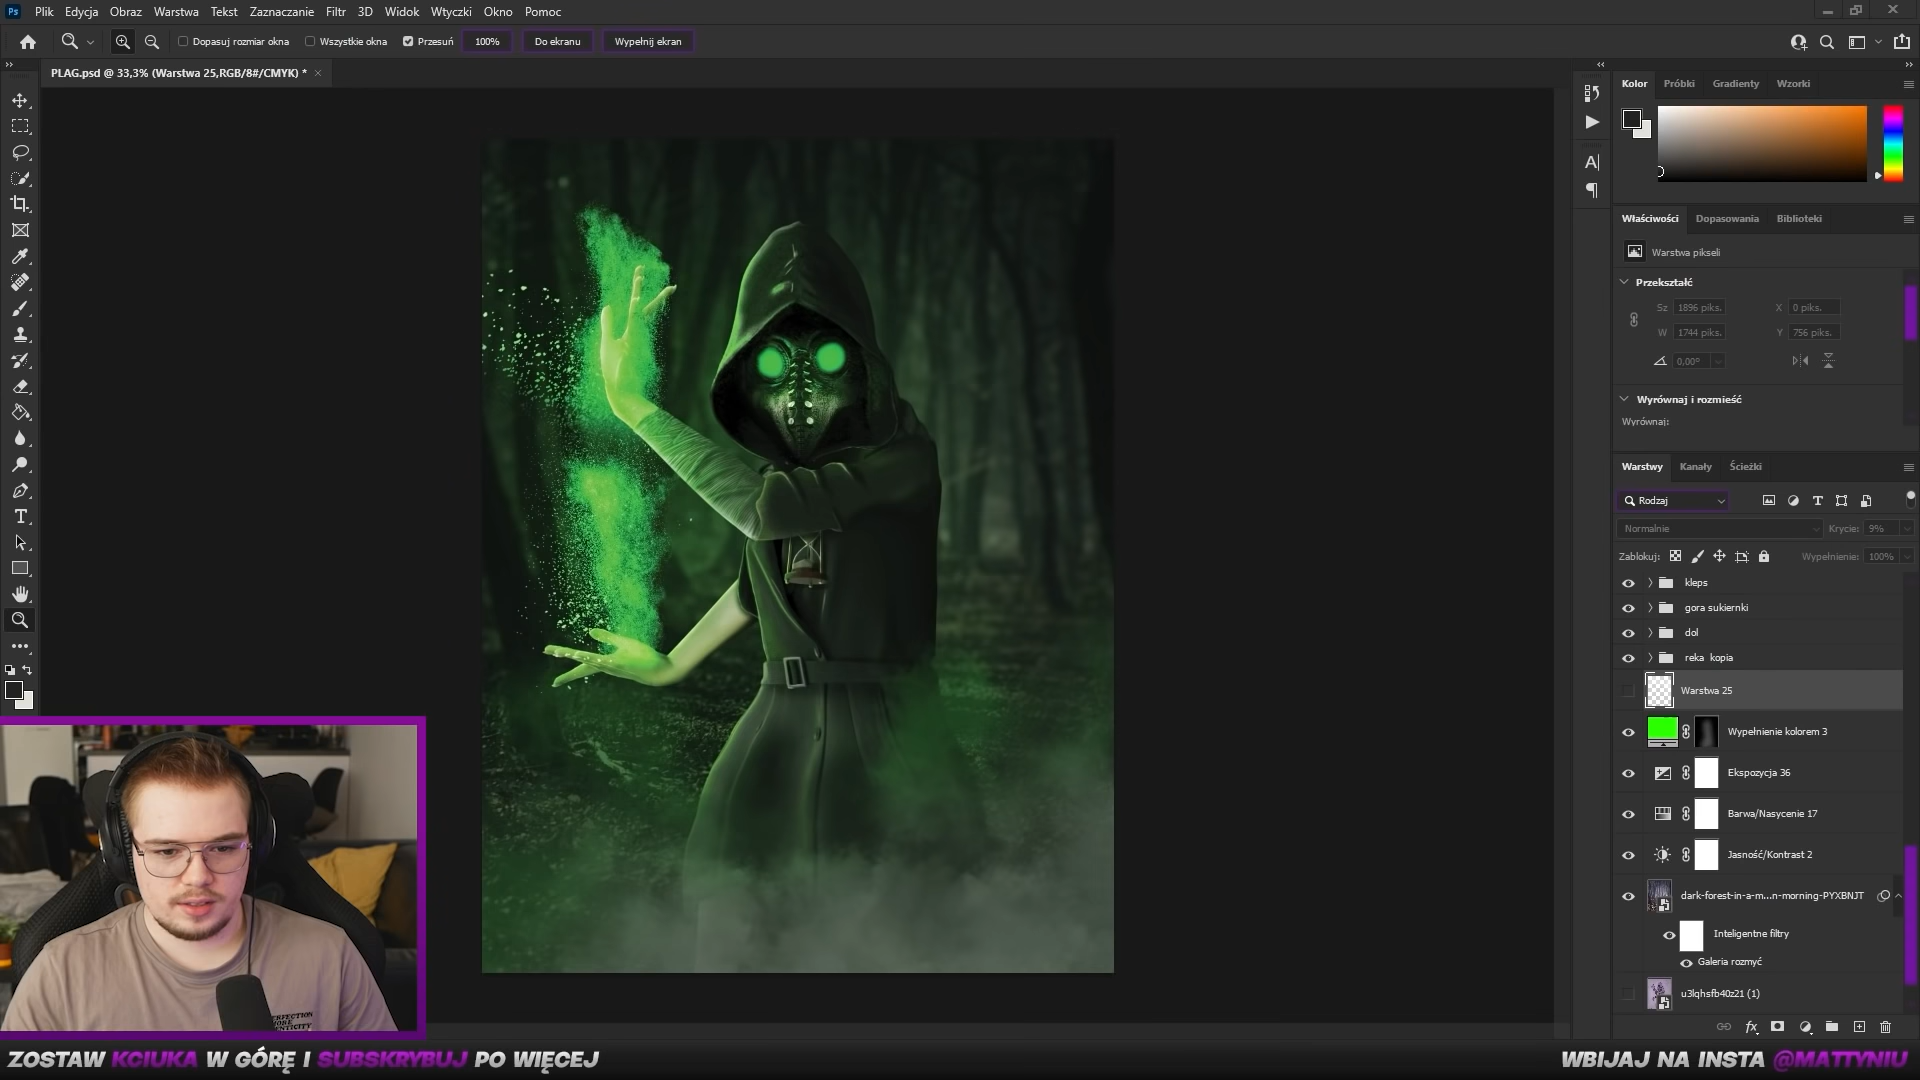 Ps Plik Edycja Obraz Warstwa Tekst Zaznaczanie Filtr 3D Widok Wtyczki Okno Pomoc
Dopasuj rozmiar okna Wszystkie okna Przesuń 100% Do ekranu Wypełnij ekran
PLAG.psd @ 33,3% (Warstwa 25,RGB/8#/CMYK) *
Kolor Próbki Gradienty Wzorki
Właściwości Dopasowania Biblioteki
Warstwa pikseli
Przekształć
Sz 1896 piks. X 0 piks.
W 1744 piks. Y 756 piks.
0,00°
Wyrównaj i rozmieść
Wyrównaj:
Warstwy Kanały Ścieżki
Rodzaj
Normalnie Krycie: 9%
Zablokuj: Wypełnienie: 100%
kleps
gora sukiernki
dol
reka kopia
Warstwa 25
Wypełnienie kolorem 3
Ekspozycja 36
Barwa/Nasycenie 17
Jasność/Kontrast 2
dark-forest-in-a-m...n-morning-PYXBNJT
Inteligentne filtry
Galeria rozmyć
u3lqhsfb40z21 (1)
ZOSTAW KCIUKA W GÓRĘ I SUBSKRYBUJ PO WIĘCEJ
WBIJAJ NA INSTA @MATTYNIU